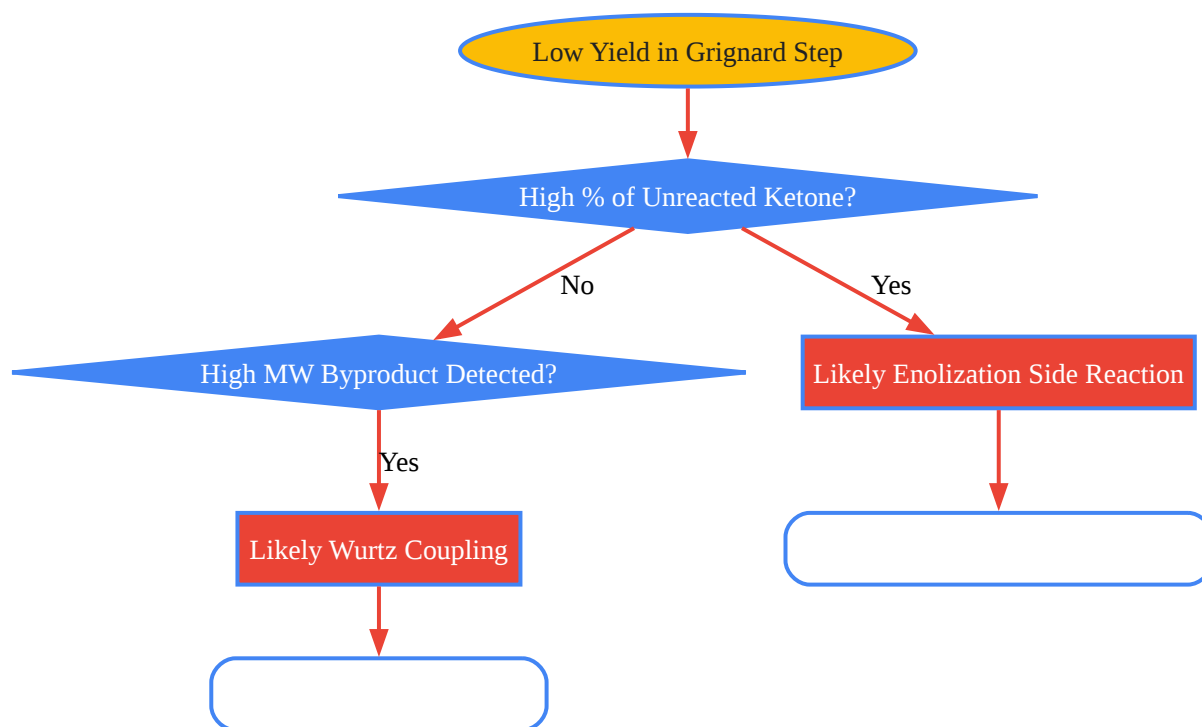 Low Yield in Grignard Step
High % of Unreacted Ketone?
No
Yes
High MW Byproduct Detected?
Likely Enolization Side Reaction
Yes
Likely Wurtz Coupling